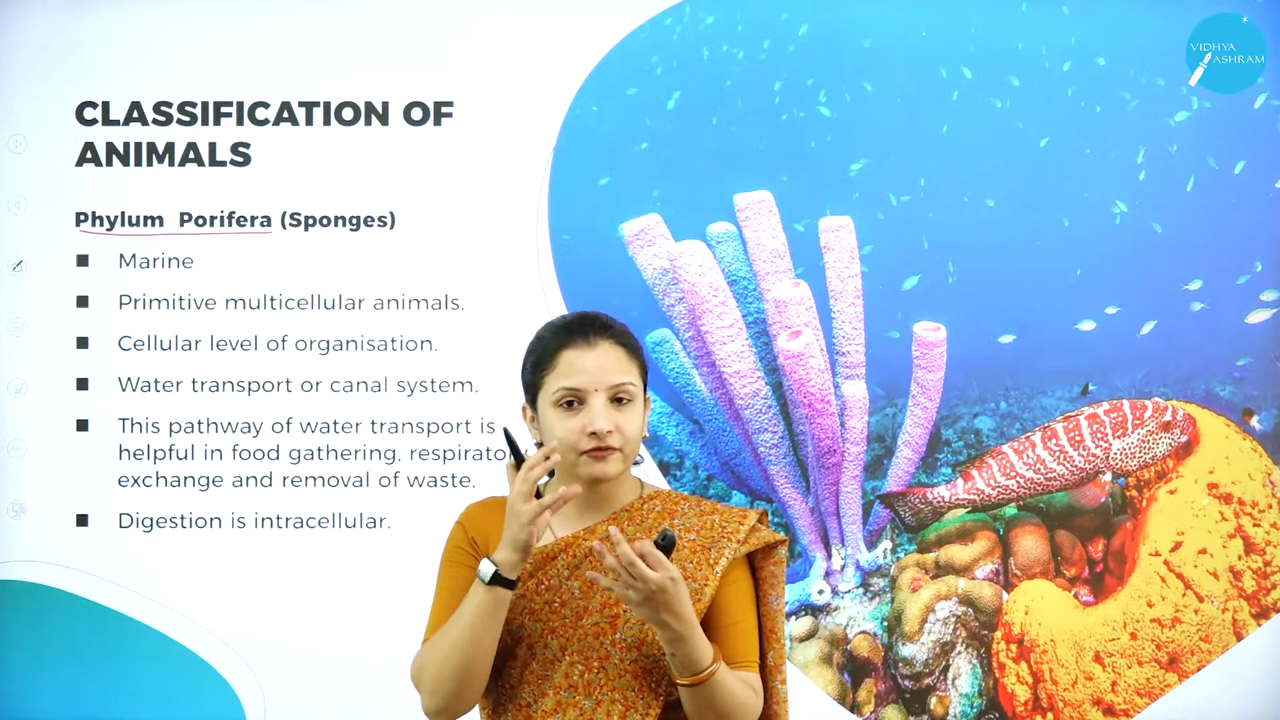 VIDHYA
ASHRAM
CLASSIFICATION OF
ANIMALS
Phylum Porifera (Sponges)
Marine
Primitive multicellular animals.
Cellular level of organisation.
Water transport or canal system.
This pathway of water transport is
helpful in food gathering, respiratory
exchange and removal of waste.
Digestion is intracellular.